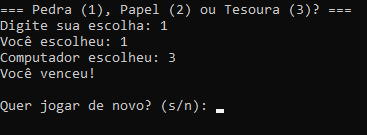 === Pedra (1), Papel (2) ou Tesoura (3)? ===
Digite sua escolha: 1
Você escolheu: 1
Computador escolheu: 3
Você venceu!
Quer jogar de novo? (s/n):